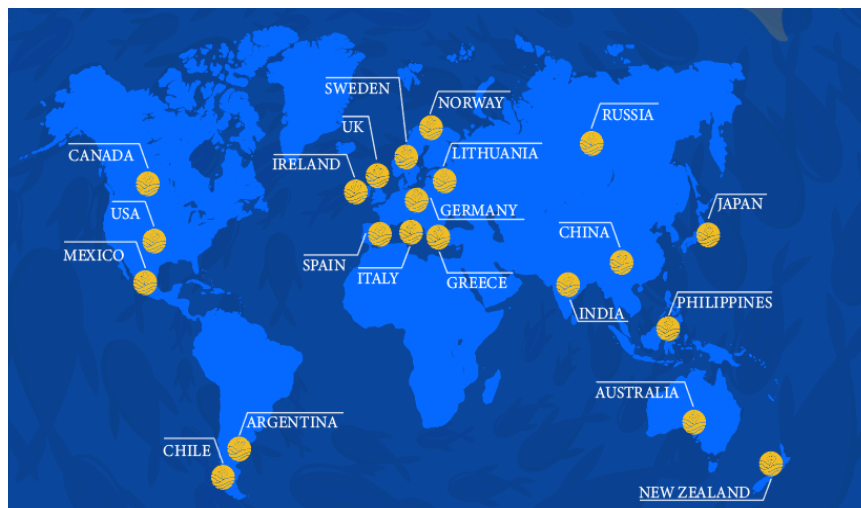 SWEDEN
NORWAY
RUSSIA
UK
CANADA
IRELAND
LITHUANIA
USA
GERMANY
JAPAN
MEXICO
CHINA
SPAIN
ITALY
GREECE
PHILIPPINES
INDIA
AUSTRALIA
ARGENTINA
CHILE
NEW ZEALAND